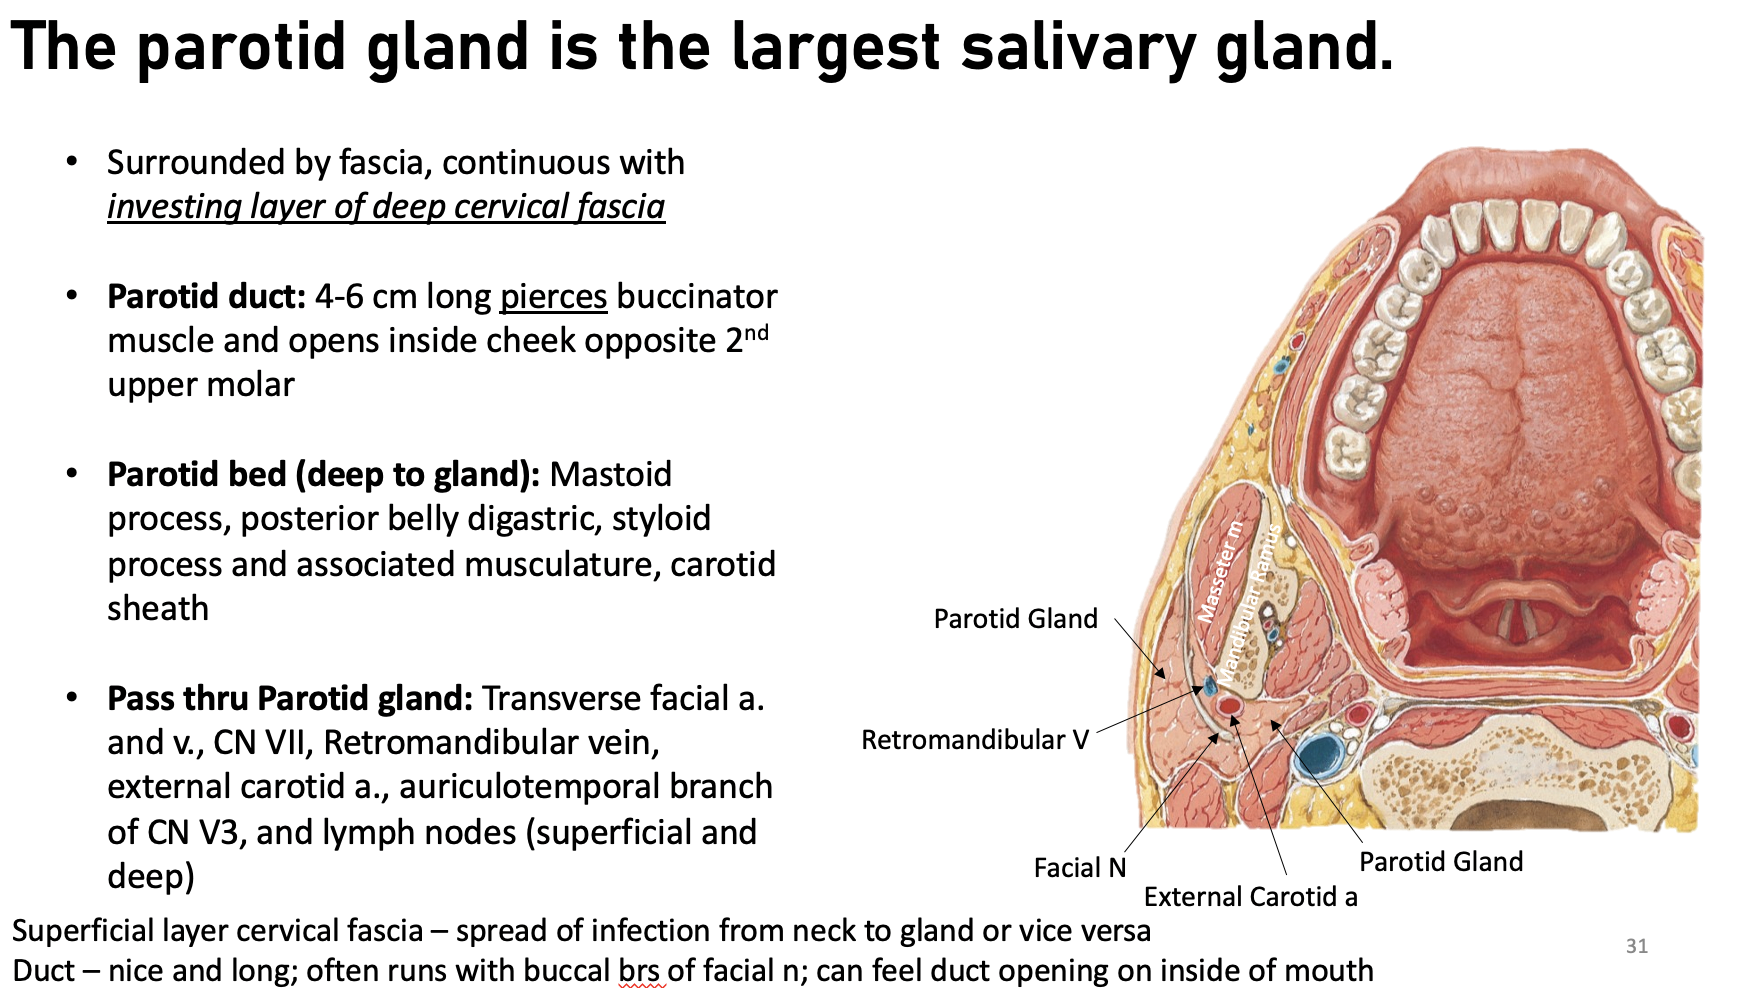 The parotid gland is the largest salivary gland.
• Surrounded by fascia, continuous with
investing layer of deep cervical fascia
• Parotid duct: 4-6 cm long pierces buccinator
muscle and opens inside cheek opposite 2nd
upper molar
• Parotid bed (deep to gland): Mastoid
process, posterior belly digastric, styloid
process and associated musculature, carotid
sheath
• Pass thru Parotid gland: Transverse facial a.
and v., CN VII, Retromandibular vein,
external carotid a., auriculotemporal branch
of CN V3, and lymph nodes (superficial and
deep)
Masseter m
Mandibular Ramus
Parotid Gland
Retromandibular V
Facial N
External Carotid a
Parotid Gland
Superficial layer cervical fascia – spread of infection from neck to gland or vice versa
Duct – nice and long; often runs with buccal brs of facial n; can feel duct opening on inside of mouth
31